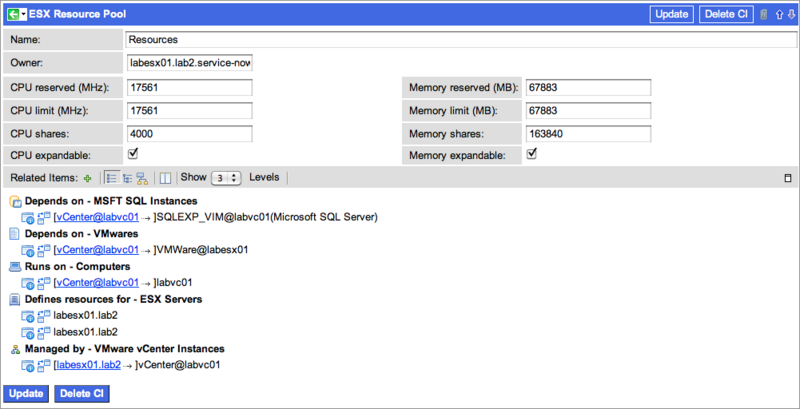 ESX Resource Pool Update Delete CI
Name: Resources
Owner: labesx01.lab2.service-now
CPU reserved (MHz): 17561 Memory reserved (MB): 67883
CPU limit (MHz): 17561 Memory limit (MB): 67883
CPU shares: 4000 Memory shares: 163840
CPU expandable: Memory expandable:
Related Items: Show 3 Levels
Depends on - MSFT SQL Instances
[vCenter@labvc01→]SQLEXP_VIM@labvc01(Microsoft SQL Server)
Depends on - VMwares
[vCenter@labvc01→]VMWare@labesx01
Runs on - Computers
[vCenter@labvc01→]labvc01
Defines resources for - ESX Servers
labesx01.lab2
labesx01.lab2
Managed by - VMware vCenter Instances
[labesx01.lab2→]vCenter@labvc01
Update Delete CI